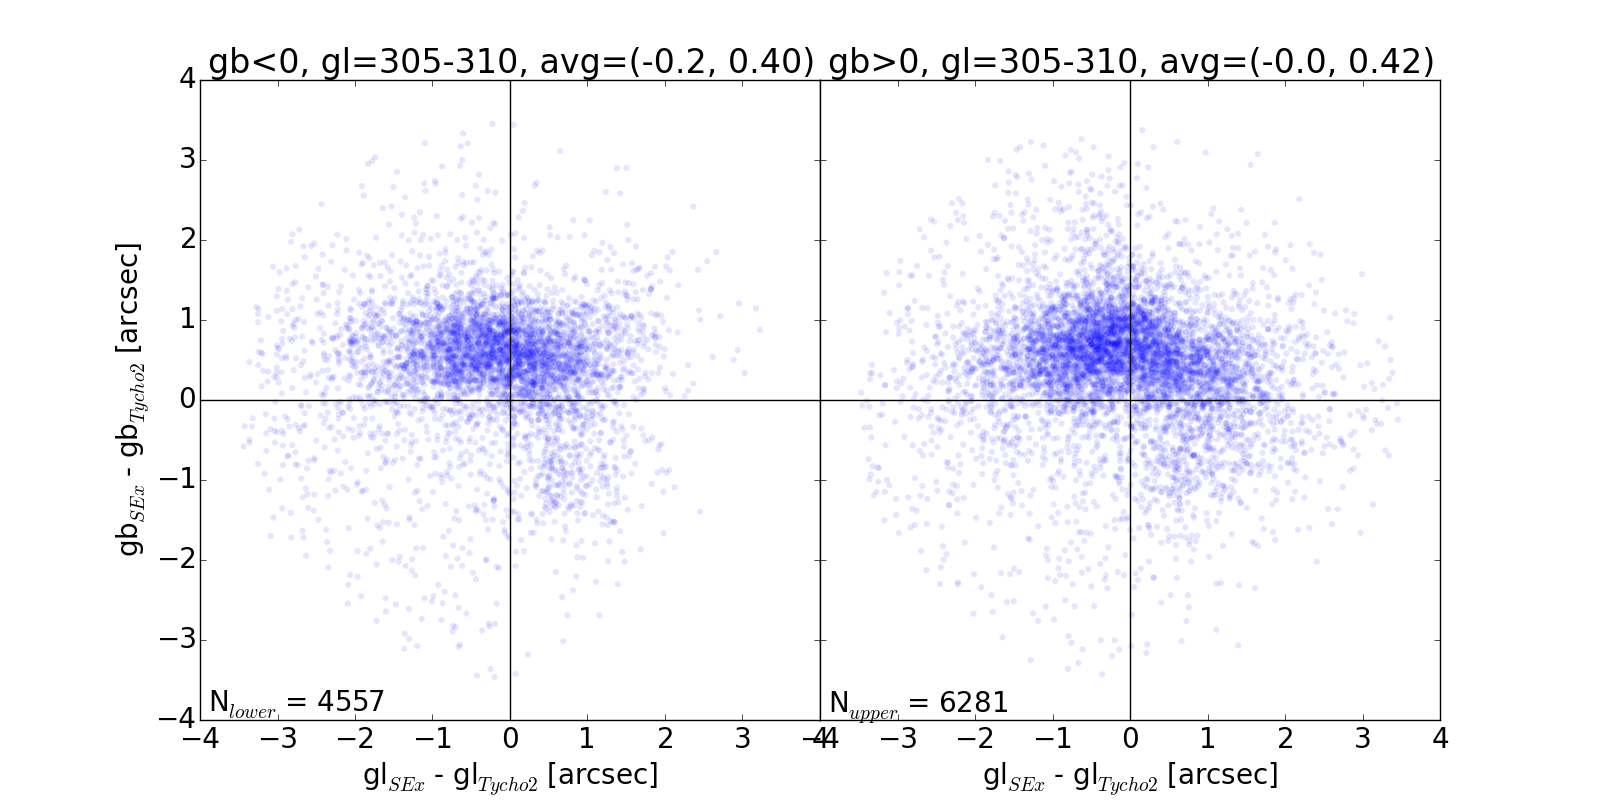 gb<0, gl=305-310, avg=(-0.2, 0.40) gb>0, gl=305-310, avg=(-0.0, 0.42)
4
3
2
1
0
−1
−2
−3
−4
gb_SEx - gb_Tycho2 [arcsec]
N_lower = 4557
N_upper = 6281
−4 −3 −2 −1 0 1 2 3 4
−4 −3 −2 −1 0 1 2 3 4
gl_SEx - gl_Tycho2 [arcsec]
gl_SEx - gl_Tycho2 [arcsec]